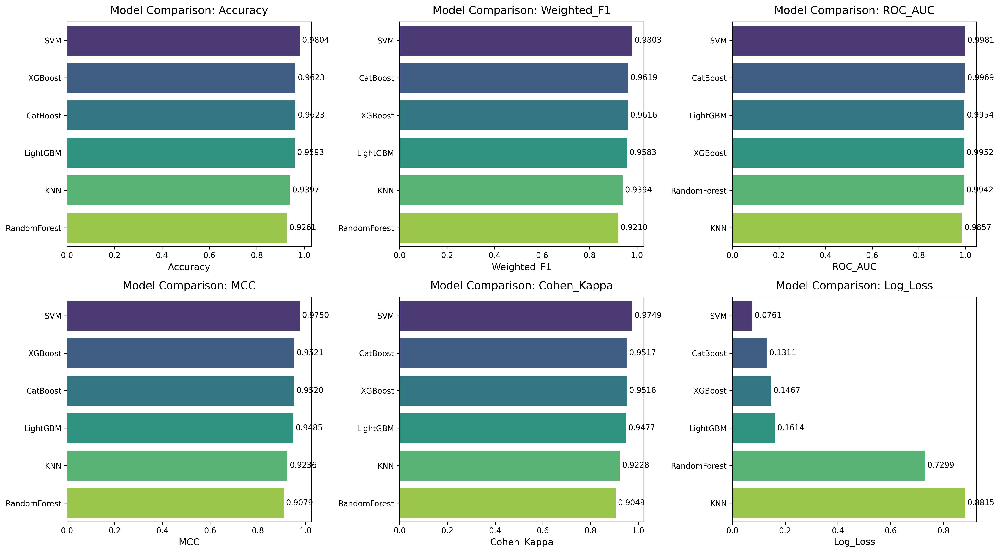 Model Comparison: Accuracy
SVM
0.9804
XGBoost
0.9623
CatBoost
0.9623
LightGBM
0.9593
KNN
0.9397
RandomForest
0.9261
0.0 0.2 0.4 0.6 0.8 1.0
Accuracy
Model Comparison: Weighted_F1
SVM
0.9803
CatBoost
0.9619
XGBoost
0.9616
LightGBM
0.9583
KNN
0.9394
RandomForest
0.9210
0.0 0.2 0.4 0.6 0.8 1.0
Weighted_F1
Model Comparison: ROC_AUC
SVM
0.9981
CatBoost
0.9969
LightGBM
0.9954
XGBoost
0.9952
RandomForest
0.9942
KNN
0.9857
0.0 0.2 0.4 0.6 0.8 1.0
ROC_AUC
Model Comparison: MCC
SVM
0.9750
XGBoost
0.9521
CatBoost
0.9520
LightGBM
0.9485
KNN
0.9236
RandomForest
0.9079
0.0 0.2 0.4 0.6 0.8 1.0
MCC
Model Comparison: Cohen_Kappa
SVM
0.9749
CatBoost
0.9517
XGBoost
0.9516
LightGBM
0.9477
KNN
0.9228
RandomForest
0.9049
0.0 0.2 0.4 0.6 0.8 1.0
Cohen_Kappa
Model Comparison: Log_Loss
SVM
0.0761
CatBoost
0.1311
XGBoost
0.1467
LightGBM
0.1614
RandomForest
0.7299
KNN
0.8815
0.0 0.2 0.4 0.6 0.8
Log_Loss